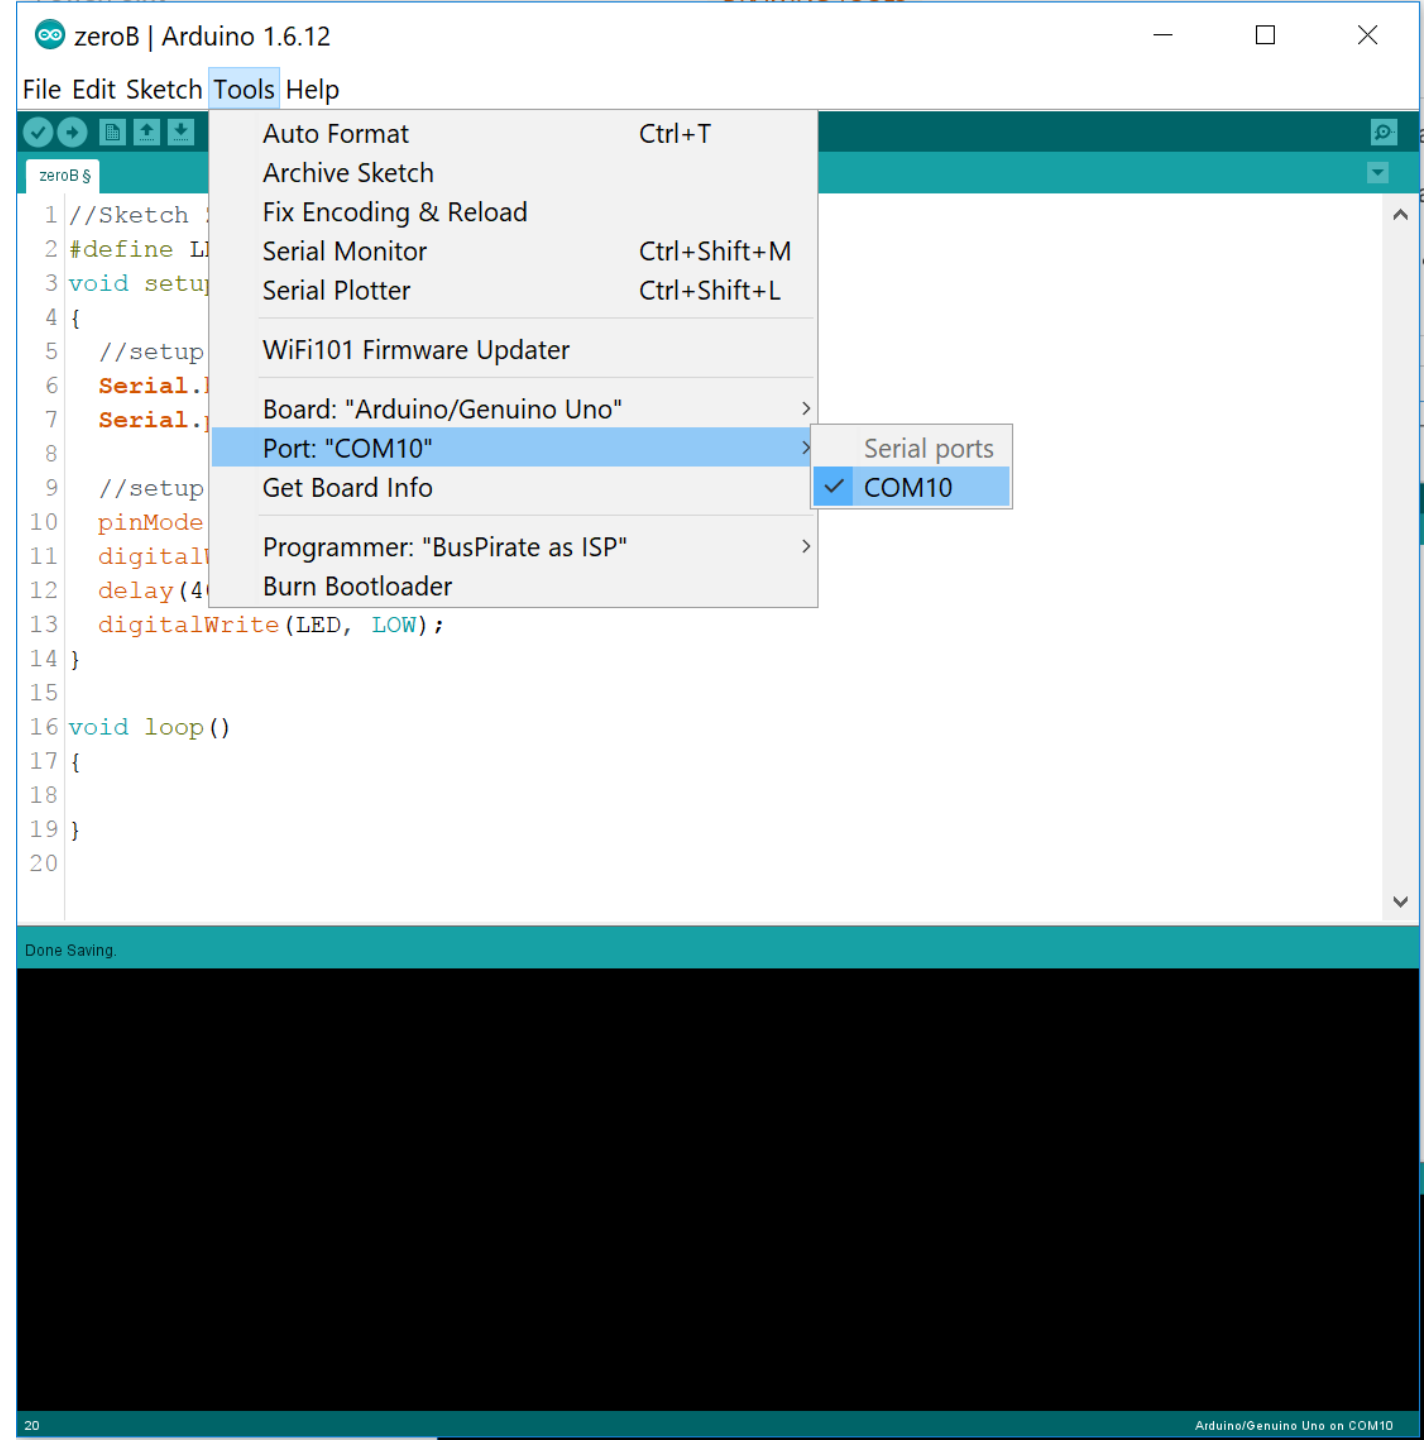 zeroB | Arduino 1.6.12
File Edit Sketch Tools Help
zeroB §
Auto Format Ctrl+T
Archive Sketch
Fix Encoding & Reload
Serial Monitor Ctrl+Shift+M
Serial Plotter Ctrl+Shift+L
WiFi101 Firmware Updater
Board: "Arduino/Genuino Uno"
Port: "COM10"
Get Board Info
Programmer: "BusPirate as ISP"
Burn Bootloader
Serial ports
COM10
1 //Sketch
2 #define
3 void setup
4 {
5 //setup
6 Serial.
7 Serial.
8
9 //setup
10 pinMode
11 digital
12 delay(4
13 digitalWrite(LED, LOW);
14 }
15
16 void loop()
17 {
18
19 }
20
Done Saving.
20 Arduino/Genuino Uno on COM10